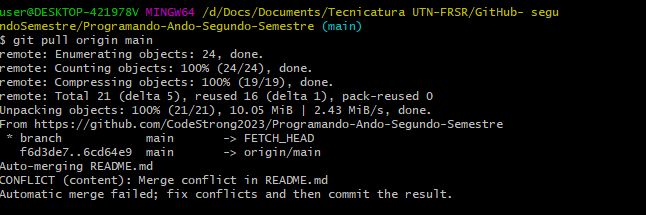 user@DESKTOP-421978V MINGW64 /d/Docs/Documents/Tecnicatura UTN-FRSR/GitHub- segu
ndoSemestre/Programando-Ando-Segundo-Semestre (main)
$ git pull origin main
remote: Enumerating objects: 24, done.
remote: Counting objects: 100% (24/24), done.
remote: Compressing objects: 100% (19/19), done.
remote: Total 21 (delta 5), reused 16 (delta 1), pack-reused 0
Unpacking objects: 100% (21/21), 10.05 MiB | 2.43 MiB/s, done.
From https://github.com/CodeStrong2023/Programando-Ando-Segundo-Semestre
 * branch            main       -> FETCH_HEAD
   f6d3de7..6cd64e9  main       -> origin/main
Auto-merging README.md
CONFLICT (content): Merge conflict in README.md
Automatic merge failed; fix conflicts and then commit the result.